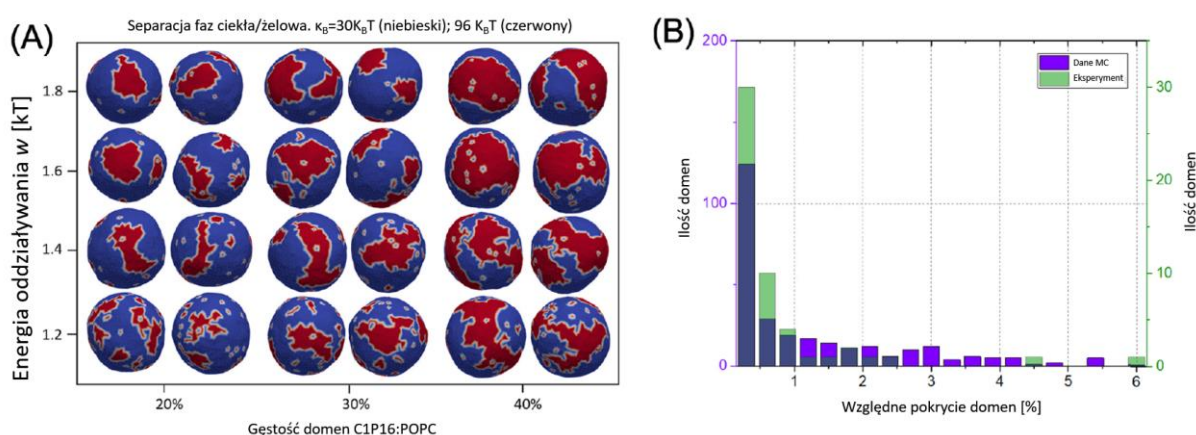 (A)
Separacja faz ciekła/żelowa. κB=30KBT (niebieski); 96 KBT (czerwony)
Energia oddziaływania w [kT]
1.8
1.6
1.4
1.2
20%
30%
40%
Gęstość domen C1P16:POPC
(B)
200
100
0
Ilość domen
Dane MC
Eksperyment
30
20
10
0
Ilość domen
1
2
3
4
5
6
Względne pokrycie domen [%]